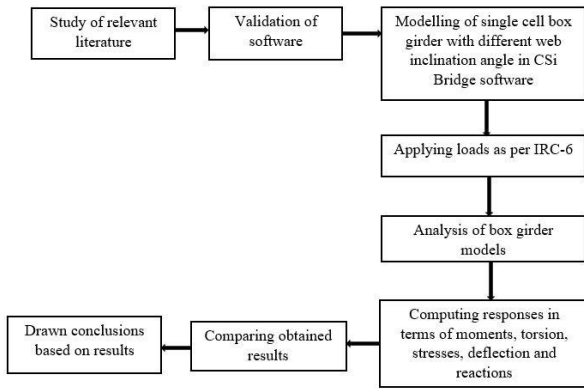 Study of relevant
literature
Validation of
software
Modelling of single cell box
girder with different web
inclination angle in CSi
Bridge software
Applying loads as per IRC-6
Analysis of box girder
models
Computing responses in
terms of moments, torsion,
stresses, deflection and
reactions
Comparing obtained
results
Drawn conclusions
based on results